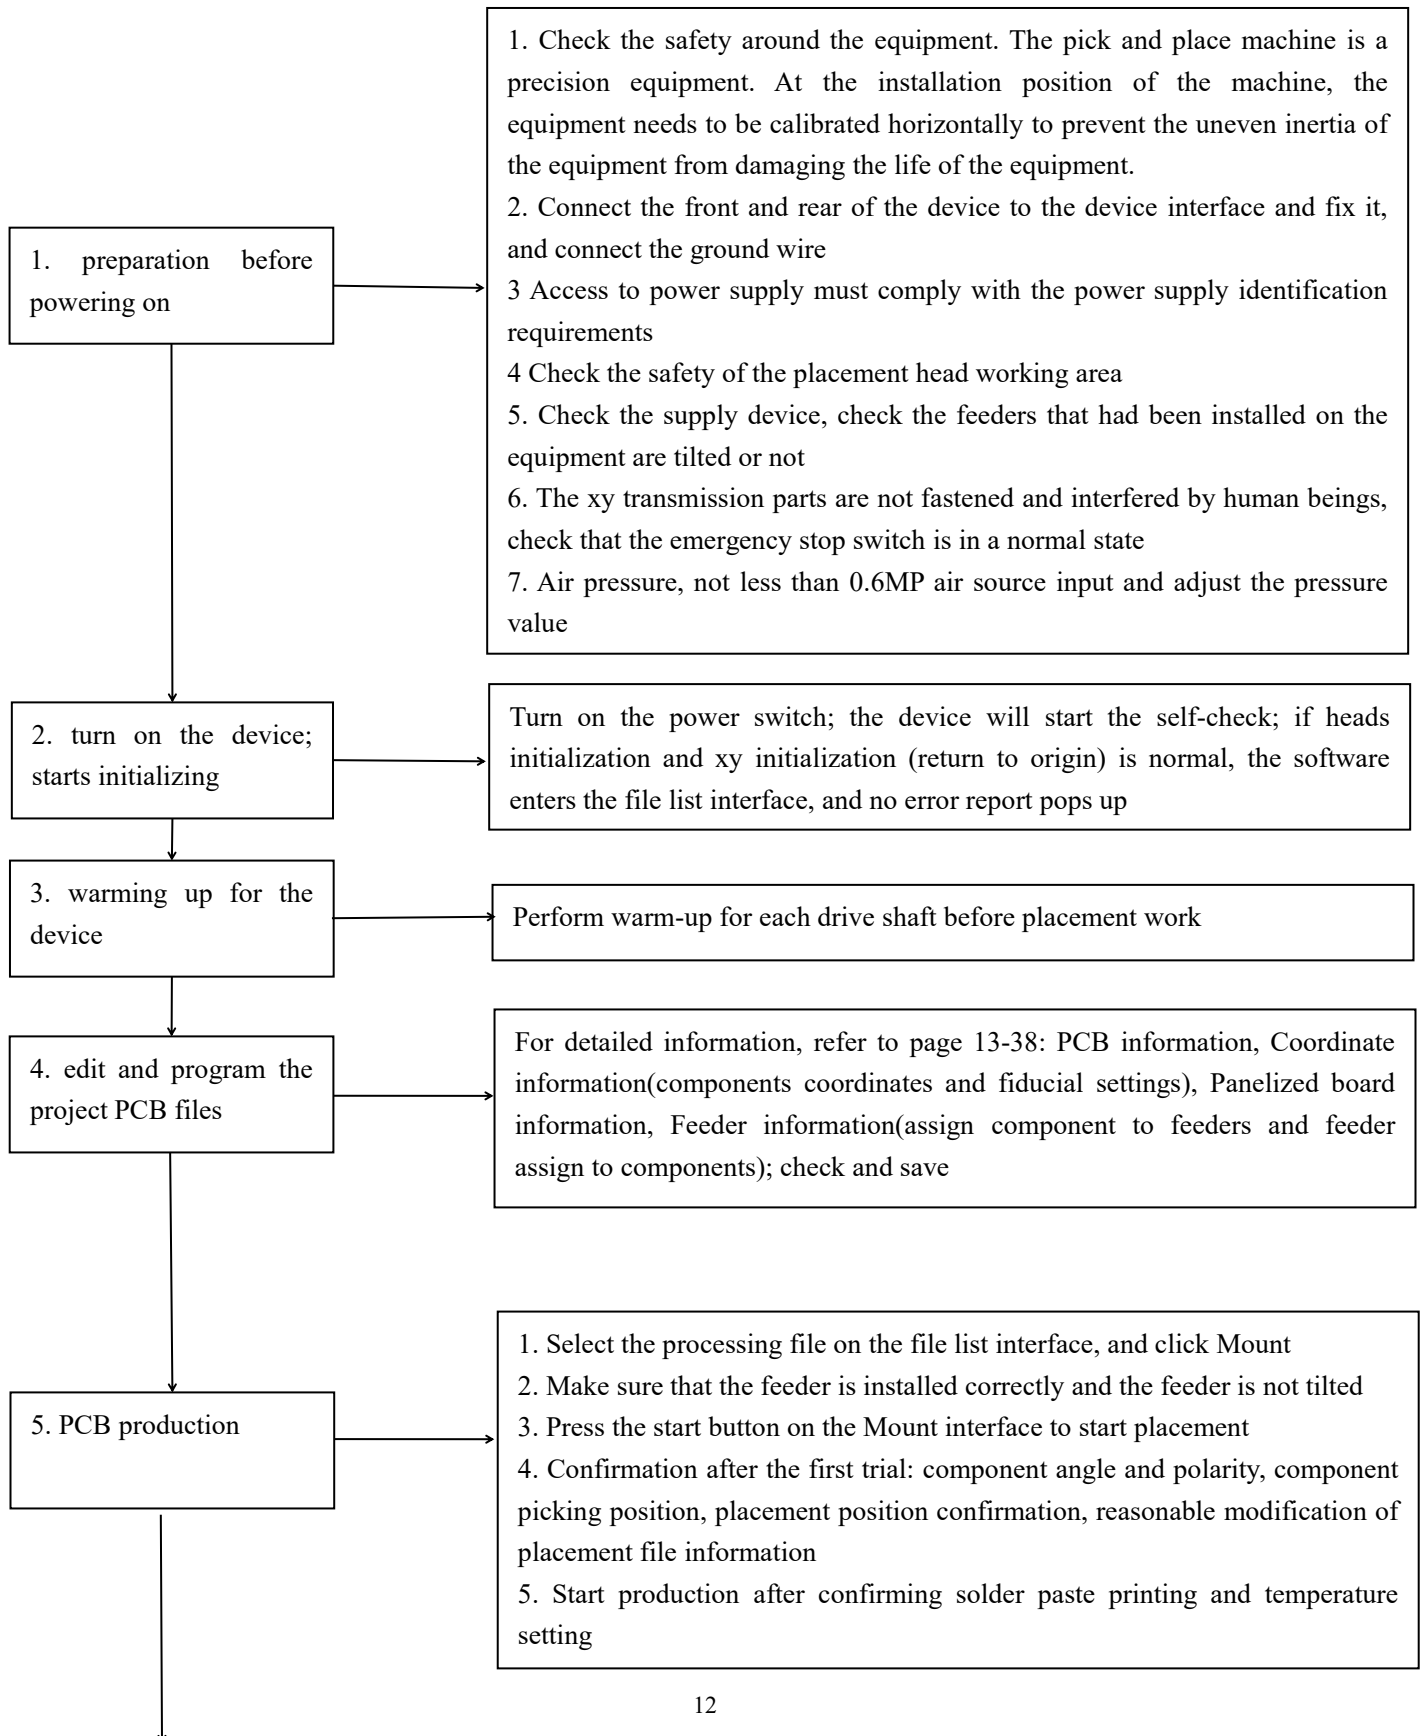 1. preparation before
powering on
1. Check the safety around the equipment. The pick and place machine is a
precision equipment. At the installation position of the machine, the
equipment needs to be calibrated horizontally to prevent the uneven inertia of
the equipment from damaging the life of the equipment.
2. Connect the front and rear of the device to the device interface and fix it,
and connect the ground wire
3 Access to power supply must comply with the power supply identification
requirements
4 Check the safety of the placement head working area
5. Check the supply device, check the feeders that had been installed on the
equipment are tilted or not
6. The xy transmission parts are not fastened and interfered by human beings,
check that the emergency stop switch is in a normal state
7. Air pressure, not less than 0.6MP air source input and adjust the pressure
value
2. turn on the device;
starts initializing
Turn on the power switch; the device will start the self-check; if heads
initialization and xy initialization (return to origin) is normal, the software
enters the file list interface, and no error report pops up
3. warming up for the
device
Perform warm-up for each drive shaft before placement work
4. edit and program the
project PCB files
For detailed information, refer to page 13-38: PCB information, Coordinate
information(components coordinates and fiducial settings), Panelized board
information, Feeder information(assign component to feeders and feeder
assign to components); check and save
5. PCB production
1. Select the processing file on the file list interface, and click Mount
2. Make sure that the feeder is installed correctly and the feeder is not tilted
3. Press the start button on the Mount interface to start placement
4. Confirmation after the first trial: component angle and polarity, component
picking position, placement position confirmation, reasonable modification of
placement file information
5. Start production after confirming solder paste printing and temperature
setting
12